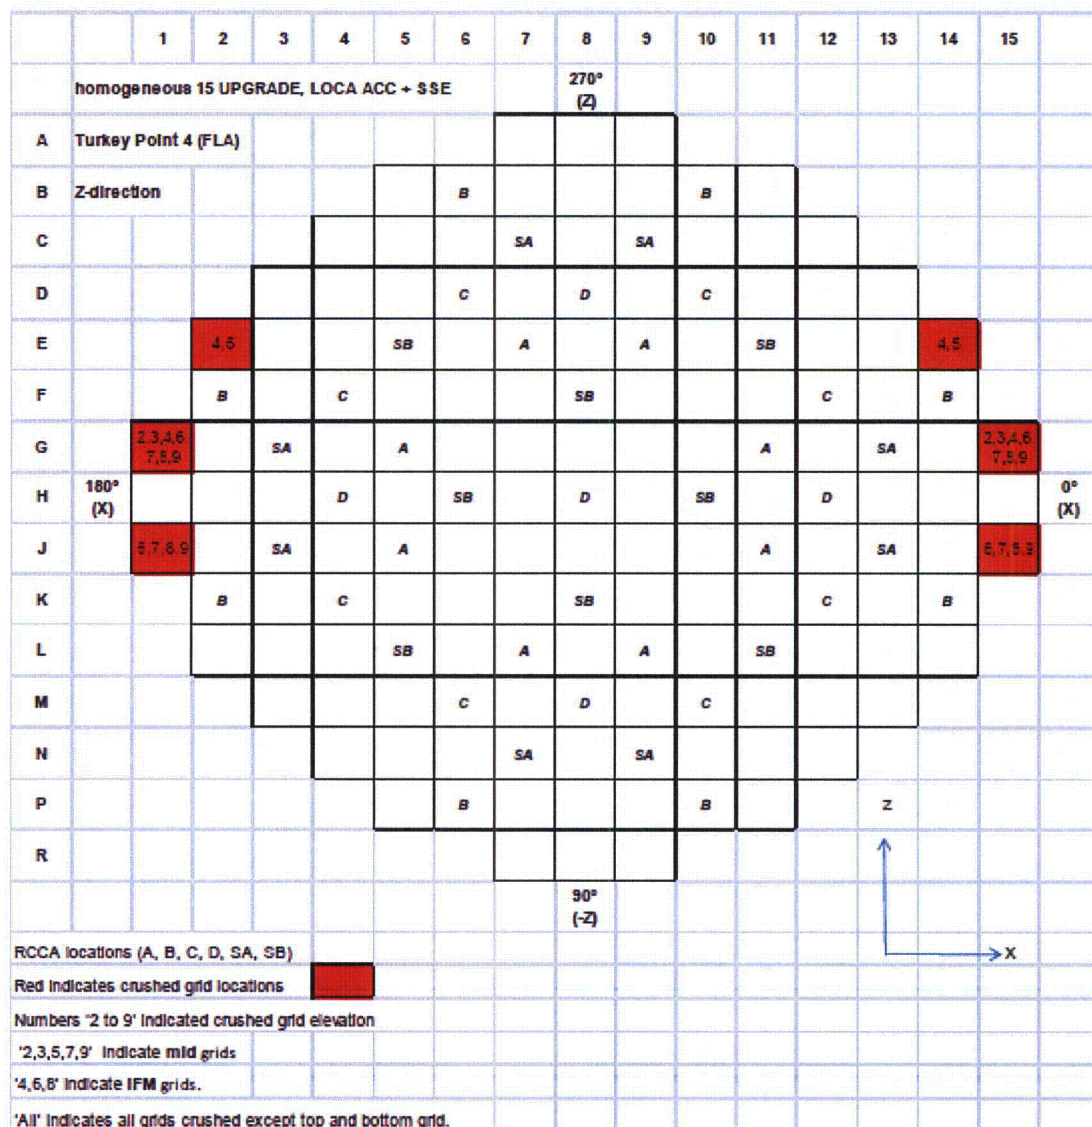 1 2 3 4 5 6 7 8 9 10 11 12 13 14 15
homogeneous 15 UPGRADE, LOCA ACC + SSE 270°
(Z)
A Turkey Point 4 (FLA)
B Z-direction B B
C SA SA
D C D C
E 4,5 SB A A SB 4,5
F B C SB C B
G 2,3,4,6 SA A A SA 2,3,4,6
7,8,9 7,8,9
H 180° D SB D SB D 0°
(X) (X)
J 6,7,8,9 SA A A SA 6,7,8,9
K B C SB C B
L SB A A SB
M C D C
N SA SA
P B B Z
R
90°
(-Z)
X
RCCA locations (A, B, C, D, SA, SB)
Red indicates crushed grid locations
Numbers '2 to 9' indicated crushed grid elevation
'2,3,5,7,9' indicate mid grids
'4,6,8' indicate IFM grids.
'All' indicates all grids crushed except top and bottom grid.